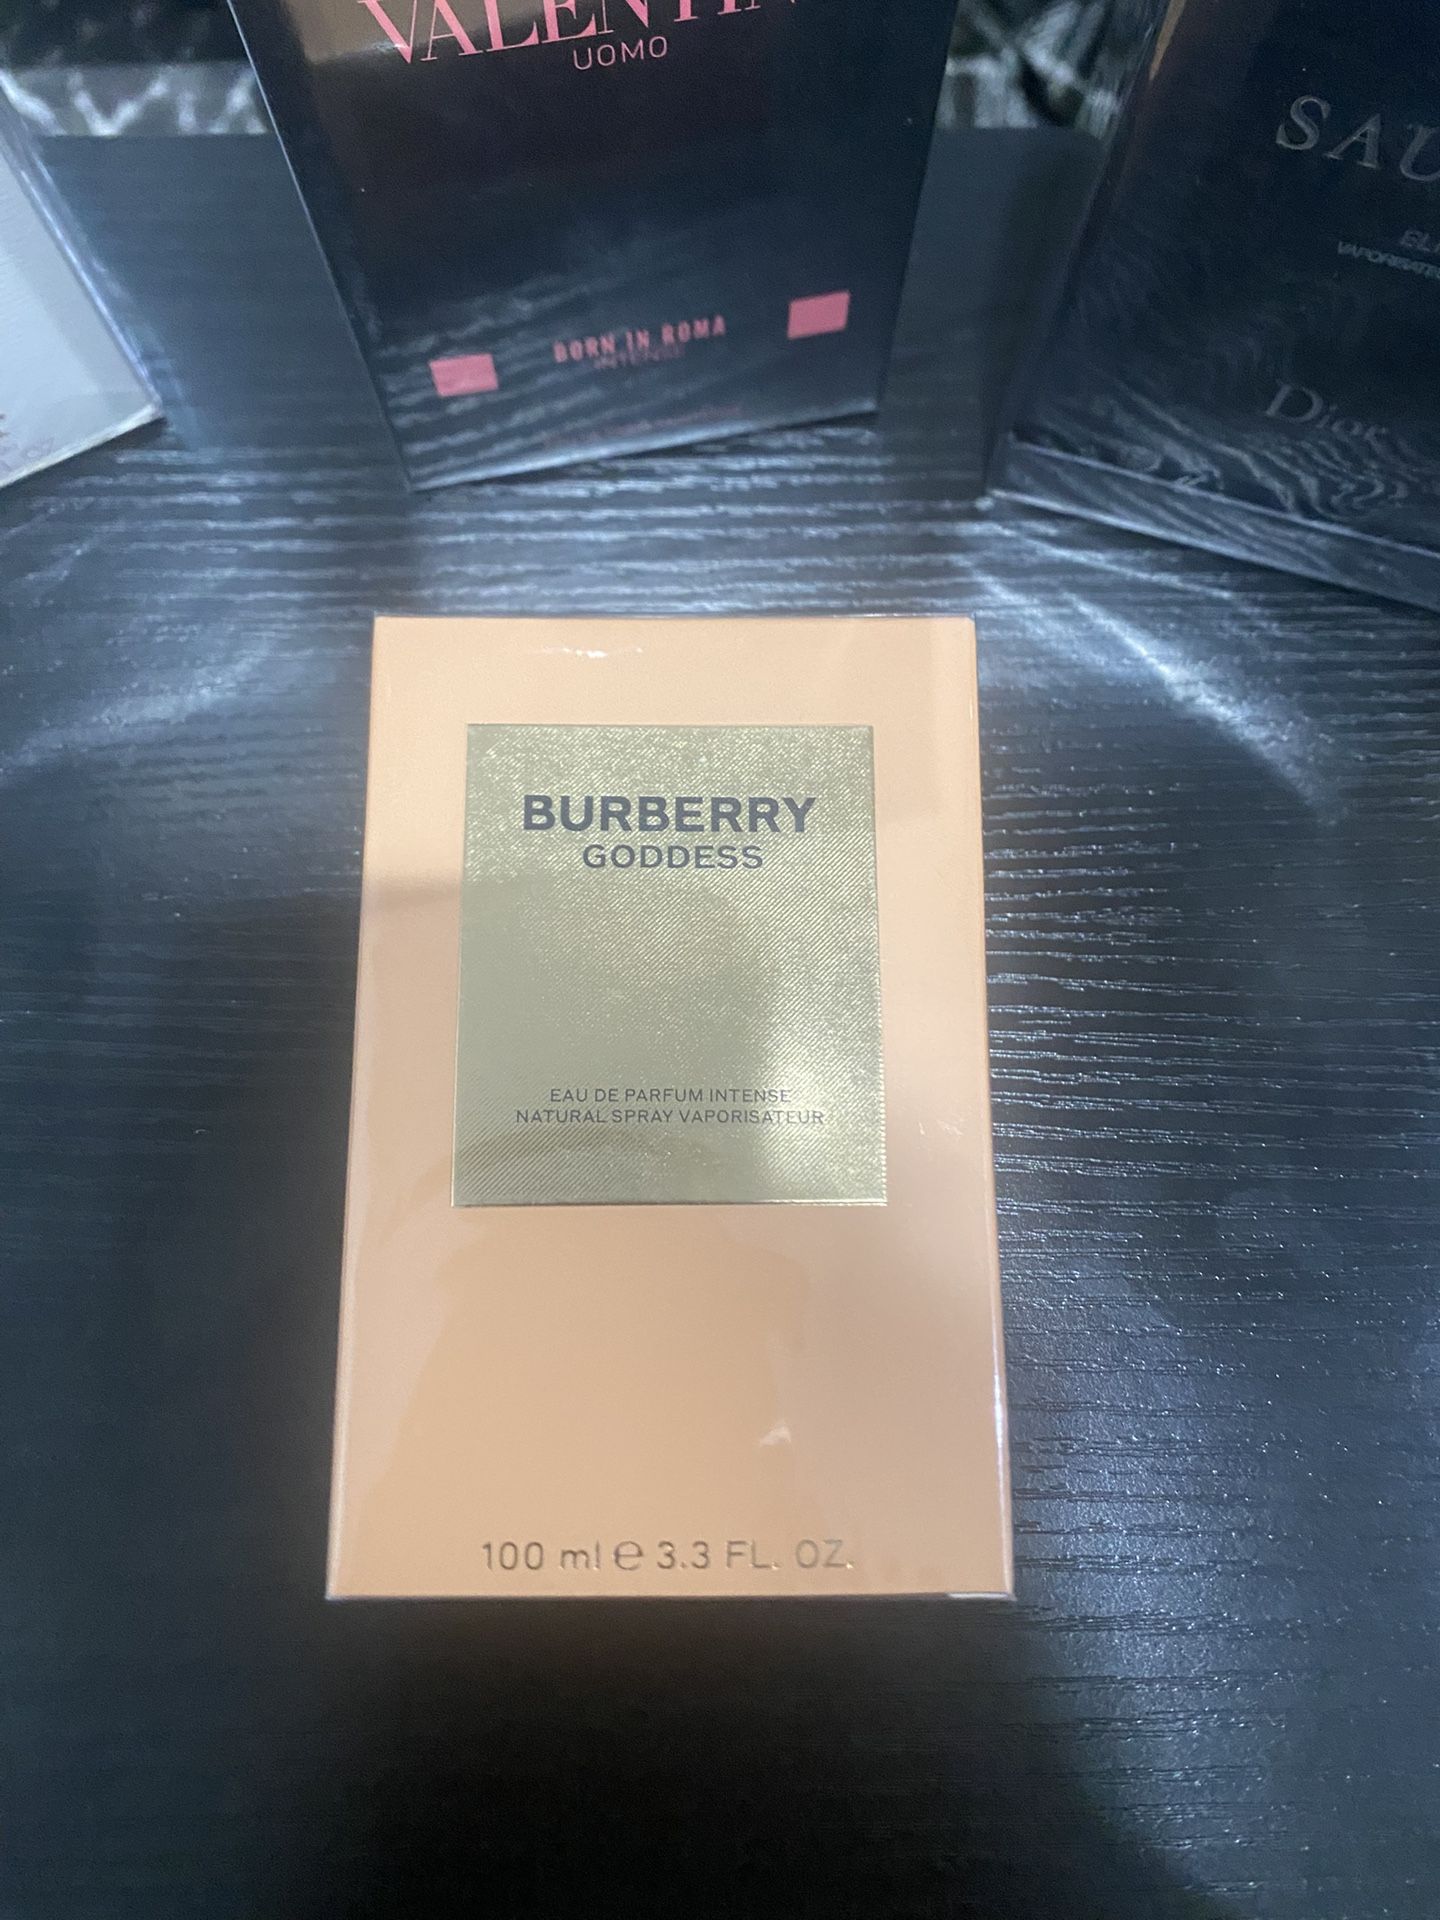 VALENTIN
UOMO
BORN IN ROMA
INTENSE
SAU
Dior
BURBERRY
GODDESS
EAU DE PARFUM INTENSE
NATURAL SPRAY VAPORISATEUR
100 ml e 3.3 FL. OZ.